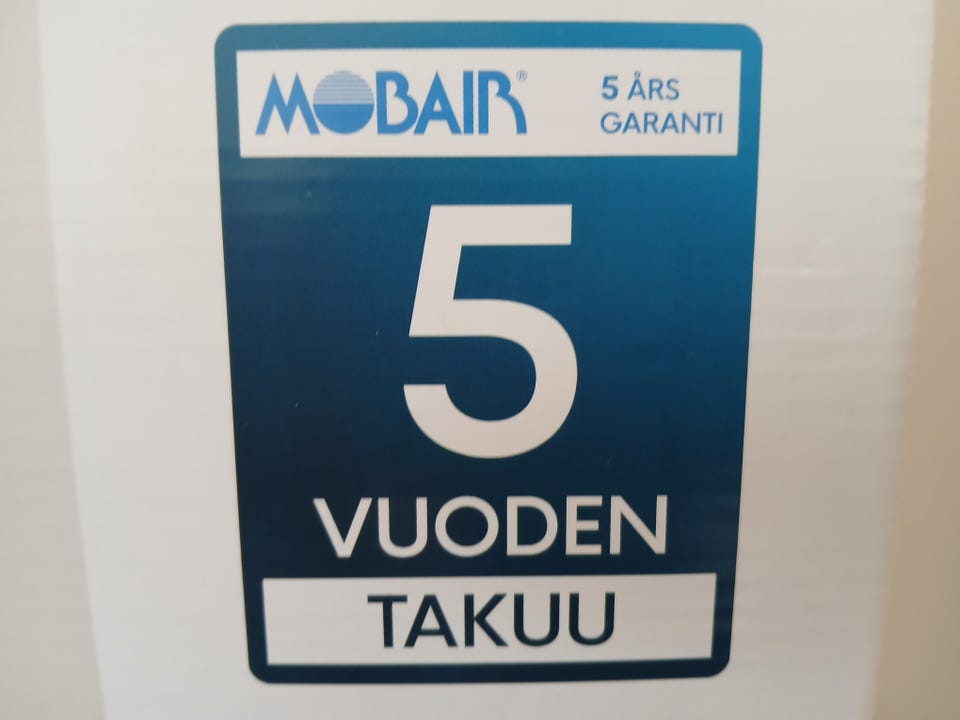 MOBAIR®
5 ÅRS
GARANTI
5
VUODEN
TAKUU